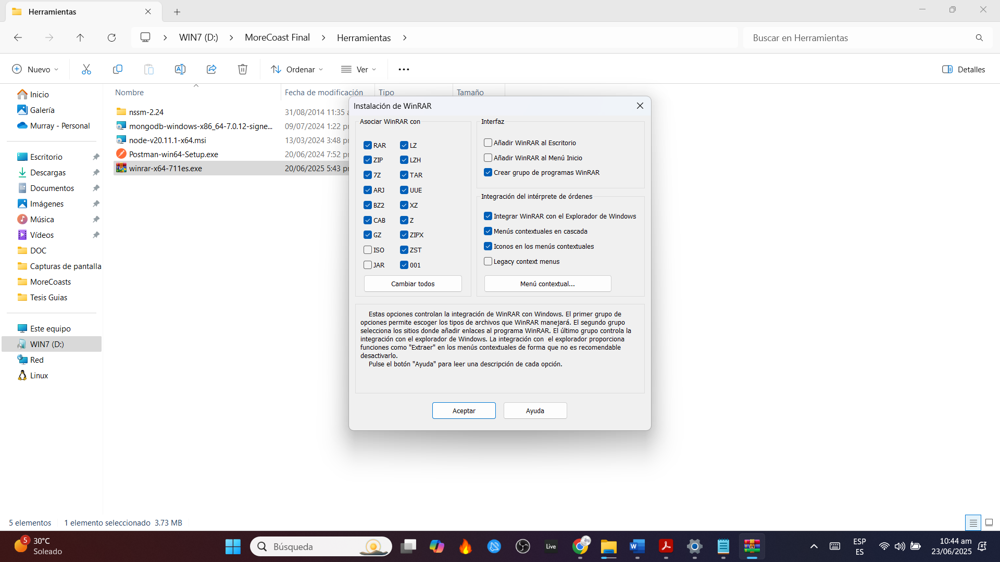 Herramientas
WIN7 (D:)
MoreCoast Final
Herramientas
Buscar en Herramientas
Nuevo
Ordenar
Ver
Detalles
Inicio
Galería
Murray - Personal
Escritorio
Descargas
Documentos
Imágenes
Música
Vídeos
DOC
Capturas de pantalla
MoreCoasts
Tesis Guias
Este equipo
WIN7 (D:)
Red
Linux
Nombre
Fecha de modificación
Tipo
Tamaño
nssm-2.24
31/08/2014 11:35 a
mongodb-windows-x86_64-7.0.12-signe...
09/07/2024 1:22 p
node-v20.11.1-x64.msi
13/03/2024 3:48 p
Postman-win64-Setup.exe
20/06/2024 7:52 p
winrar-x64-711es.exe
20/06/2025 5:43 p
Instalación de WinRAR
Asociar WinRAR con
RAR
LZ
ZIP
LZH
7Z
TAR
ARJ
UUE
BZ2
XZ
CAB
Z
GZ
ZIPX
ISO
ZST
JAR
001
Cambiar todos
Interfaz
Añadir WinRAR al Escritorio
Añadir WinRAR al Menú Inicio
Crear grupo de programas WinRAR
Integración del intérprete de órdenes
Integrar WinRAR con el Explorador de Windows
Menús contextuales en cascada
Iconos en los menús contextuales
Legacy context menus
Menú contextual...
Estas opciones controlan la integración de WinRAR con Windows. El primer grupo de
opciones permite escoger los tipos de archivos que WinRAR manejará. El segundo grupo
selecciona los sitios donde añadir enlaces al programa WinRAR. El último grupo controla la
integración con el explorador de Windows. La integración con  el explorador proporciona
funciones como "Extraer" en los menús contextuales de forma que no es recomendable
desactivarlo.
Pulse el botón "Ayuda" para leer una descripción de cada opción.
Aceptar
Ayuda
5 elementos
1 elemento seleccionado
3.73 MB
5
30°C
Soleado
Búsqueda
Live
W
ESP
ES
10:44 am
23/06/2025